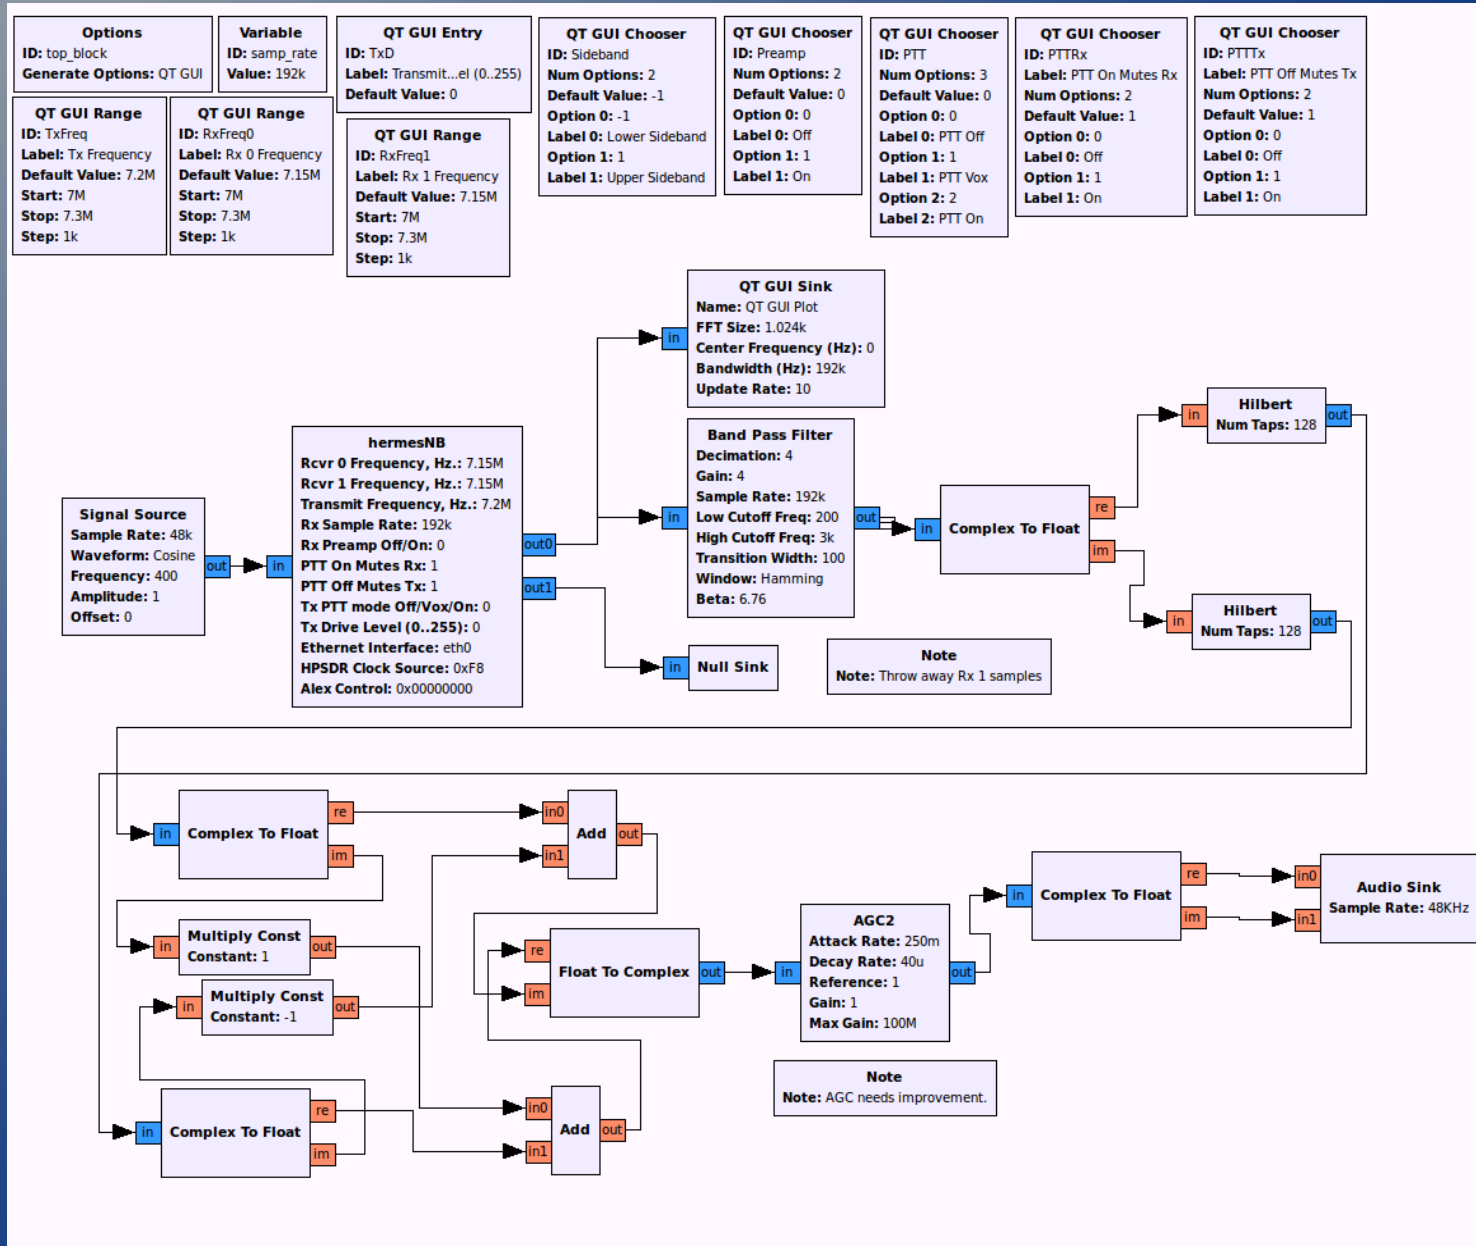 Options
ID: top_block
Generate Options: QT GUI
Variable
ID: samp_rate
Value: 192k
QT GUI Entry
ID: TxD
Label: Transmit...el (0..255)
Default Value: 0
QT GUI Chooser
ID: Sideband
Num Options: 2
Default Value: -1
Option 0: -1
Label 0: Lower Sideband
Option 1: 1
Label 1: Upper Sideband
QT GUI Chooser
ID: Preamp
Num Options: 2
Default Value: 0
Option 0: 0
Label 0: Off
Option 1: 1
Label 1: On
QT GUI Chooser
ID: PTT
Num Options: 3
Default Value: 0
Option 0: 0
Label 0: PTT Off
Option 1: 1
Label 1: PTT Vox
Option 2: 2
Label 2: PTT On
QT GUI Chooser
ID: PTTRx
Label: PTT On Mutes Rx
Num Options: 2
Default Value: 1
Option 0: 0
Label 0: Off
Option 1: 1
Label 1: On
QT GUI Chooser
ID: PTTTx
Label: PTT Off Mutes Tx
Num Options: 2
Default Value: 1
Option 0: 0
Label 0: Off
Option 1: 1
Label 1: On
QT GUI Range
ID: TxFreq
Label: Tx Frequency
Default Value: 7.2M
Start: 7M
Stop: 7.3M
Step: 1k
QT GUI Range
ID: RxFreq0
Label: Rx 0 Frequency
Default Value: 7.15M
Start: 7M
Stop: 7.3M
Step: 1k
QT GUI Range
ID: RxFreq1
Label: Rx 1 Frequency
Default Value: 7.15M
Start: 7M
Stop: 7.3M
Step: 1k
QT GUI Sink
Name: QT GUI Plot
FFT Size: 1.024k
Center Frequency (Hz): 0
Bandwidth (Hz): 192k
Update Rate: 10
in
Signal Source
Sample Rate: 48k
Waveform: Cosine
Frequency: 400
Amplitude: 1
Offset: 0
out
in
hermesNB
Rcvr 0 Frequency, Hz.: 7.15M
Rcvr 1 Frequency, Hz.: 7.15M
Transmit Frequency, Hz.: 7.2M
Rx Sample Rate: 192k
Rx Preamp Off/On: 0
PTT On Mutes Rx: 1
PTT Off Mutes Tx: 1
Tx PTT mode Off/Vox/On: 0
Tx Drive Level (0..255): 0
Ethernet Interface: eth0
HPSDR Clock Source: 0xF8
Alex Control: 0x00000000
out0
out1
in
Band Pass Filter
Decimation: 4
Gain: 4
Sample Rate: 192k
Low Cutoff Freq: 200
High Cutoff Freq: 3k
Transition Width: 100
Window: Hamming
Beta: 6.76
out
in
Complex To Float
re
im
in
Hilbert
Num Taps: 128
out
in
Hilbert
Num Taps: 128
out
in
Null Sink
Note
Note: Throw away Rx 1 samples
in
Complex To Float
re
im
in0
in1
Add
out
in
Multiply Const
Constant: 1
out
in
Multiply Const
Constant: -1
out
re
im
Float To Complex
out
in
AGC2
Attack Rate: 250m
Decay Rate: 40u
Reference: 1
Gain: 1
Max Gain: 100M
out
in
Complex To Float
re
im
in0
in1
Audio Sink
Sample Rate: 48KHz
Note
Note: AGC needs improvement.
in
Complex To Float
re
im
in0
in1
Add
out